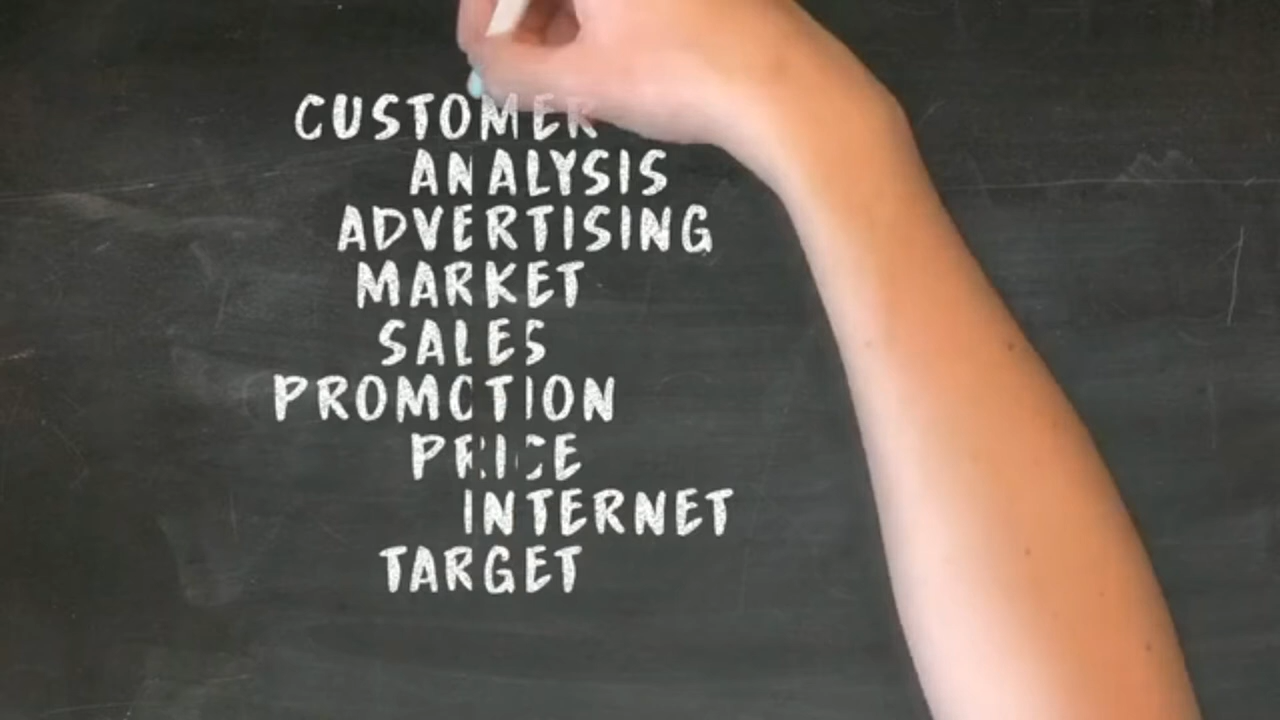 CUSTOMER
ANALYSIS
ADVERTISING
MARKET
SALES
PROMOTION
PRICE
INTERNET
TARGET